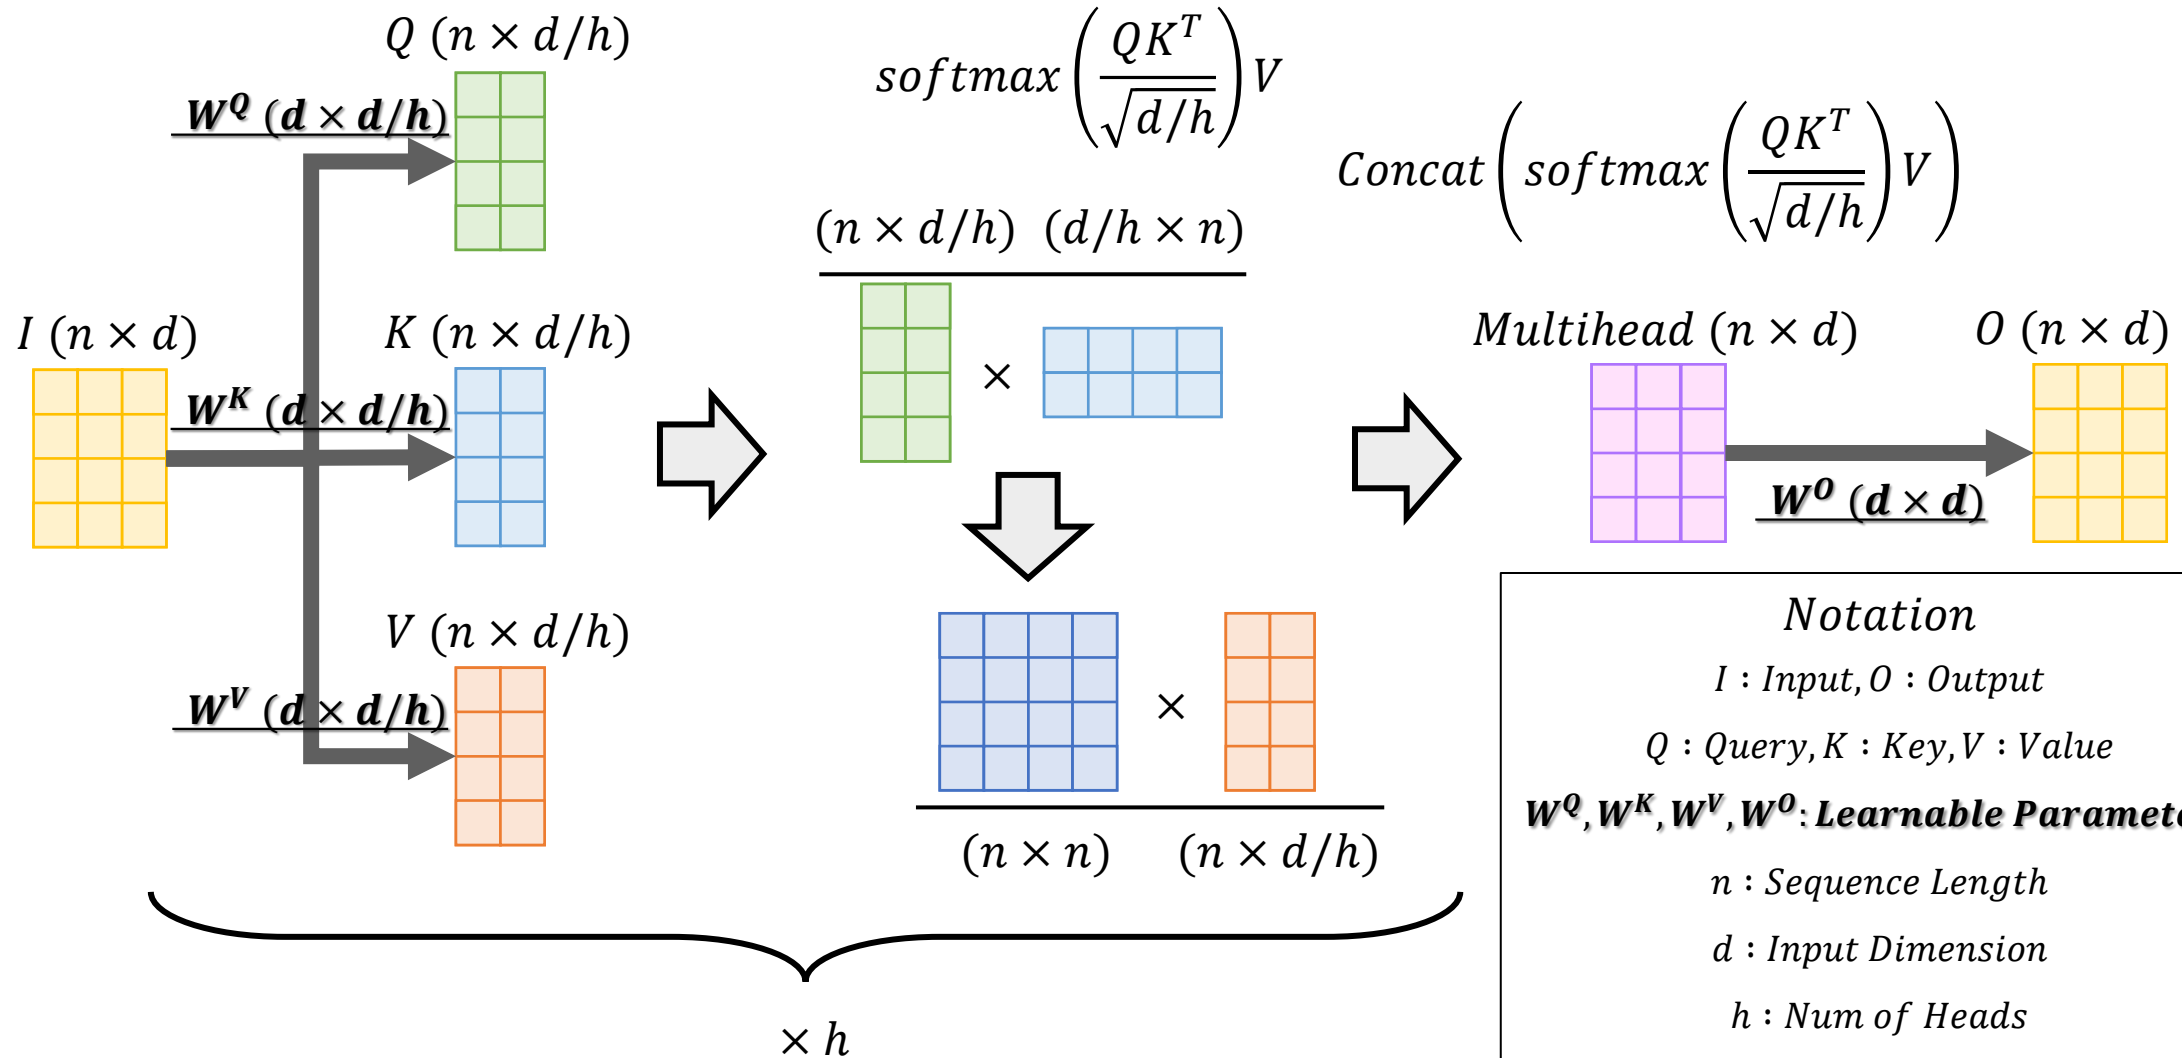 Q (n × d/h)
W^Q (d × d/h)
I (n × d)
K (n × d/h)
W^K (d × d/h)
V (n × d/h)
W^V (d × d/h)
softmax(QK^T / √(d/h))V
(n × d/h) (d/h × n)
×
×
(n × n) (n × d/h)
× h
Concat(softmax(QK^T / √(d/h))V)
Multihead (n × d)
O (n × d)
W^O (d × d)
Notation
I : Input, O : Output
Q : Query, K : Key, V : Value
W^Q, W^K, W^V, W^O: Learnable
n : Sequence Length
d : Input Dimension
h : Num of Heads